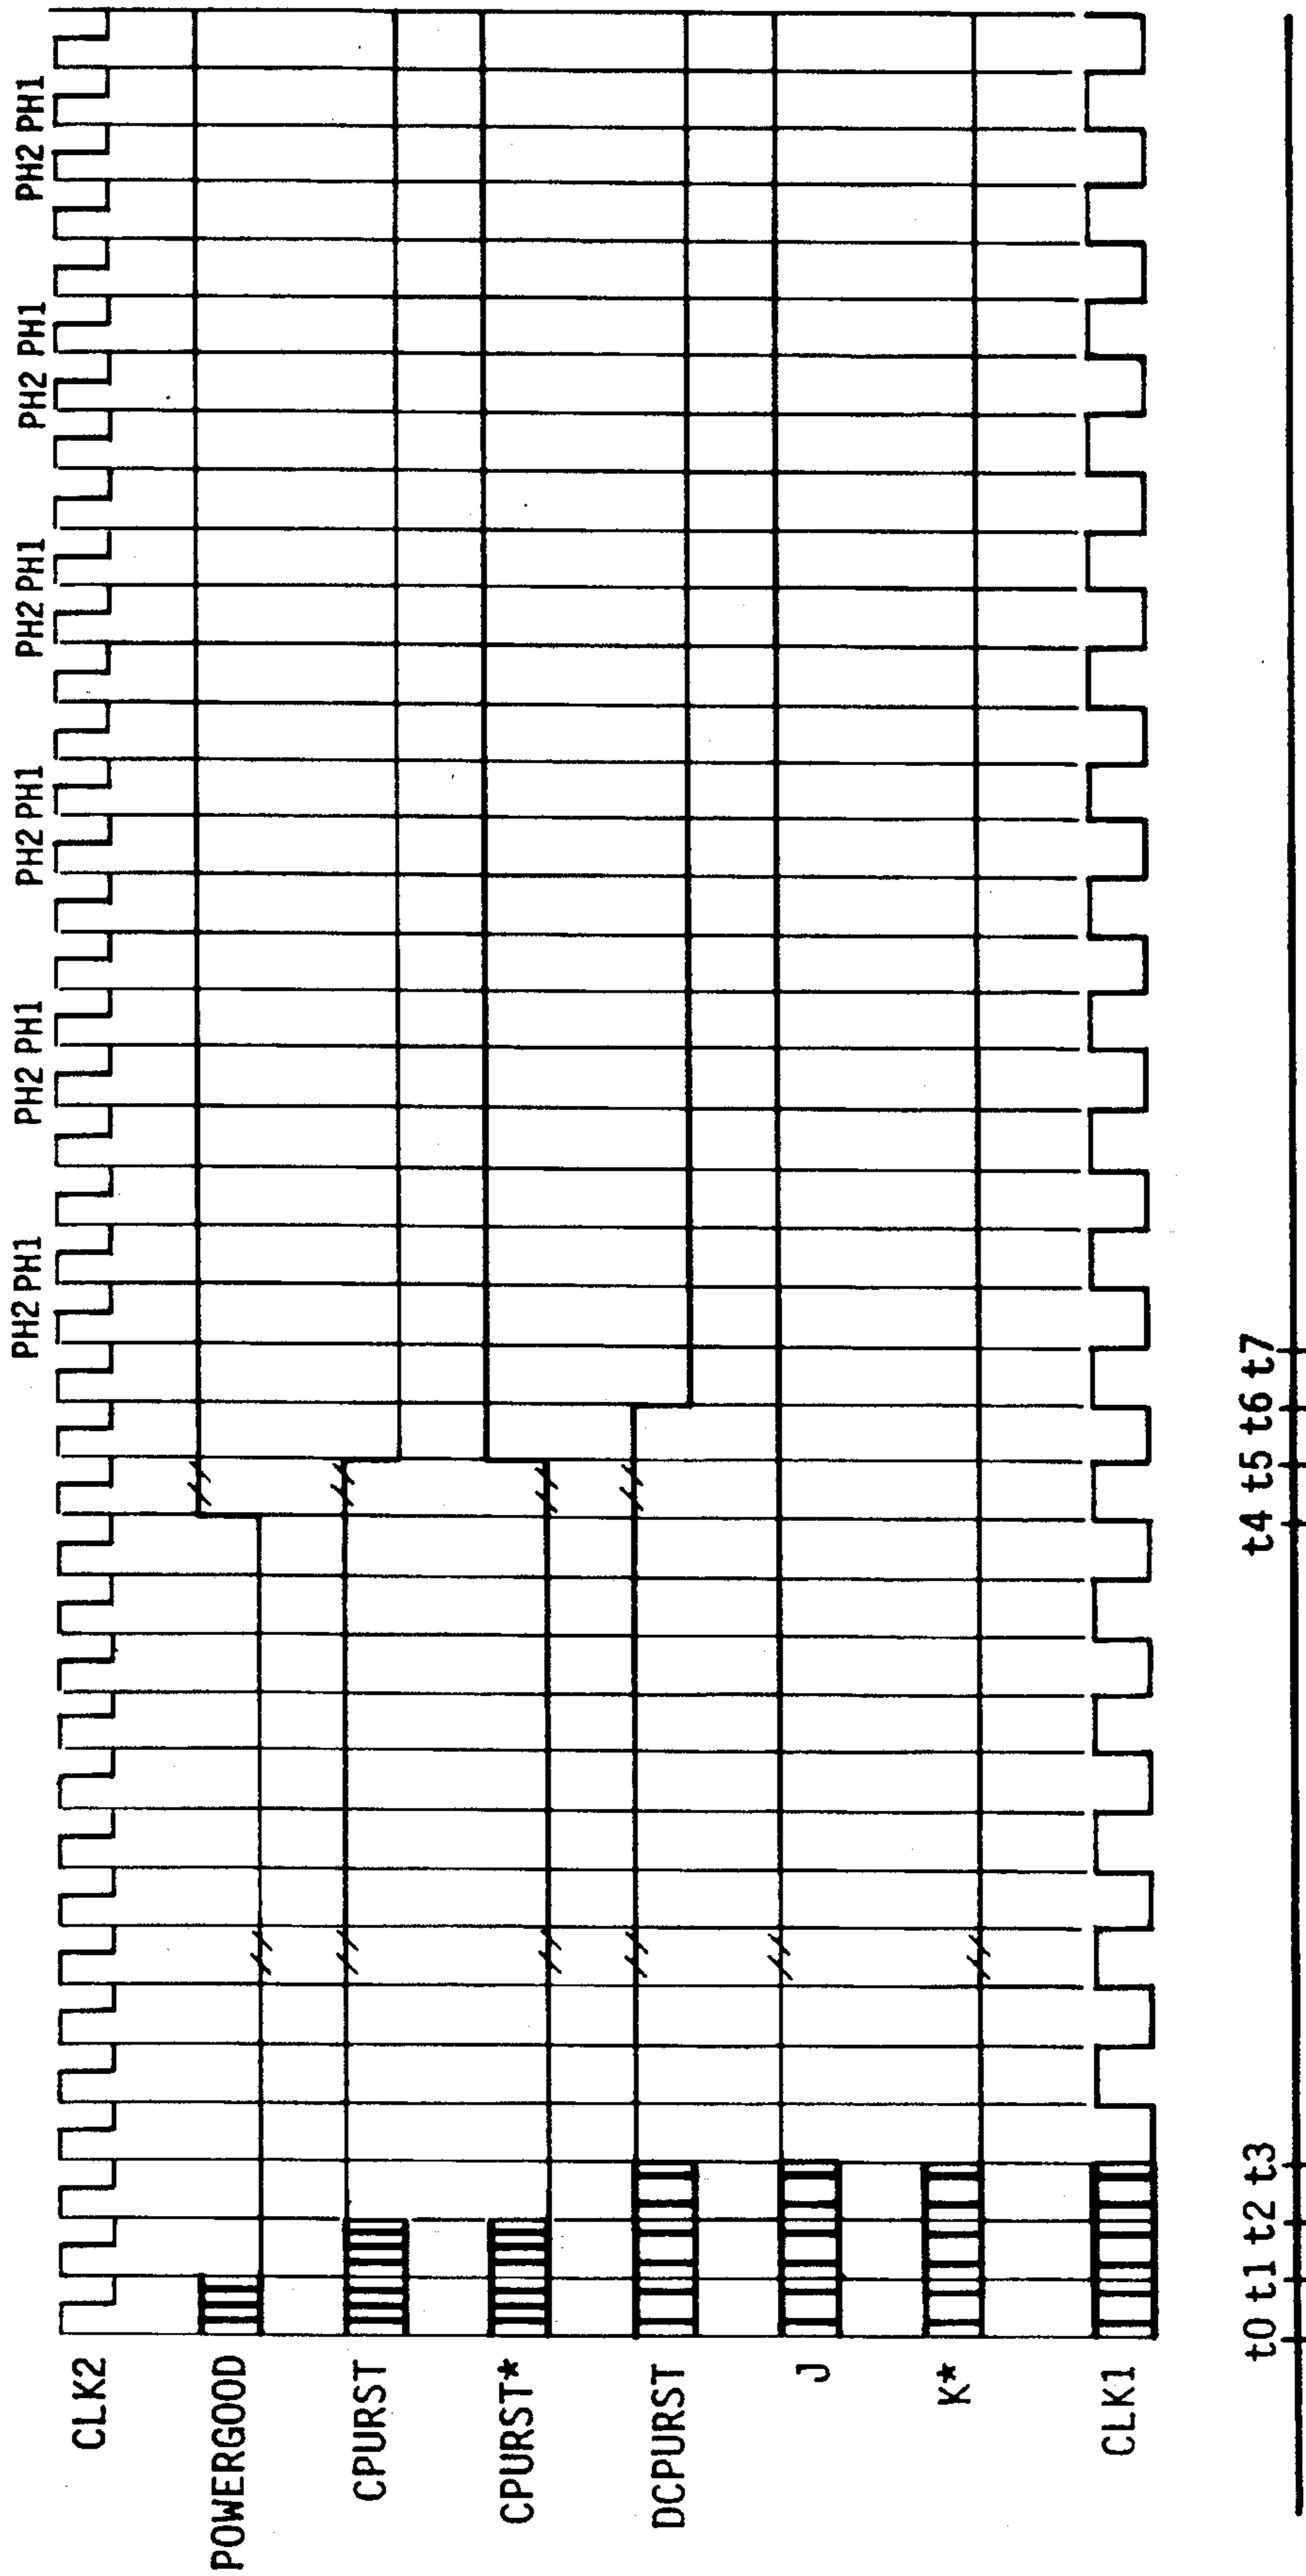 PH2 PH1 PH2 PH1 PH2 PH1 PH2 PH1 PH2 PH1 PH2 PH1
CLK2
POWERGOOD
CPURST
CPURST*
DCPURST
J
K*
CLK1
t0 t1 t2 t3 t4 t5 t6 t7